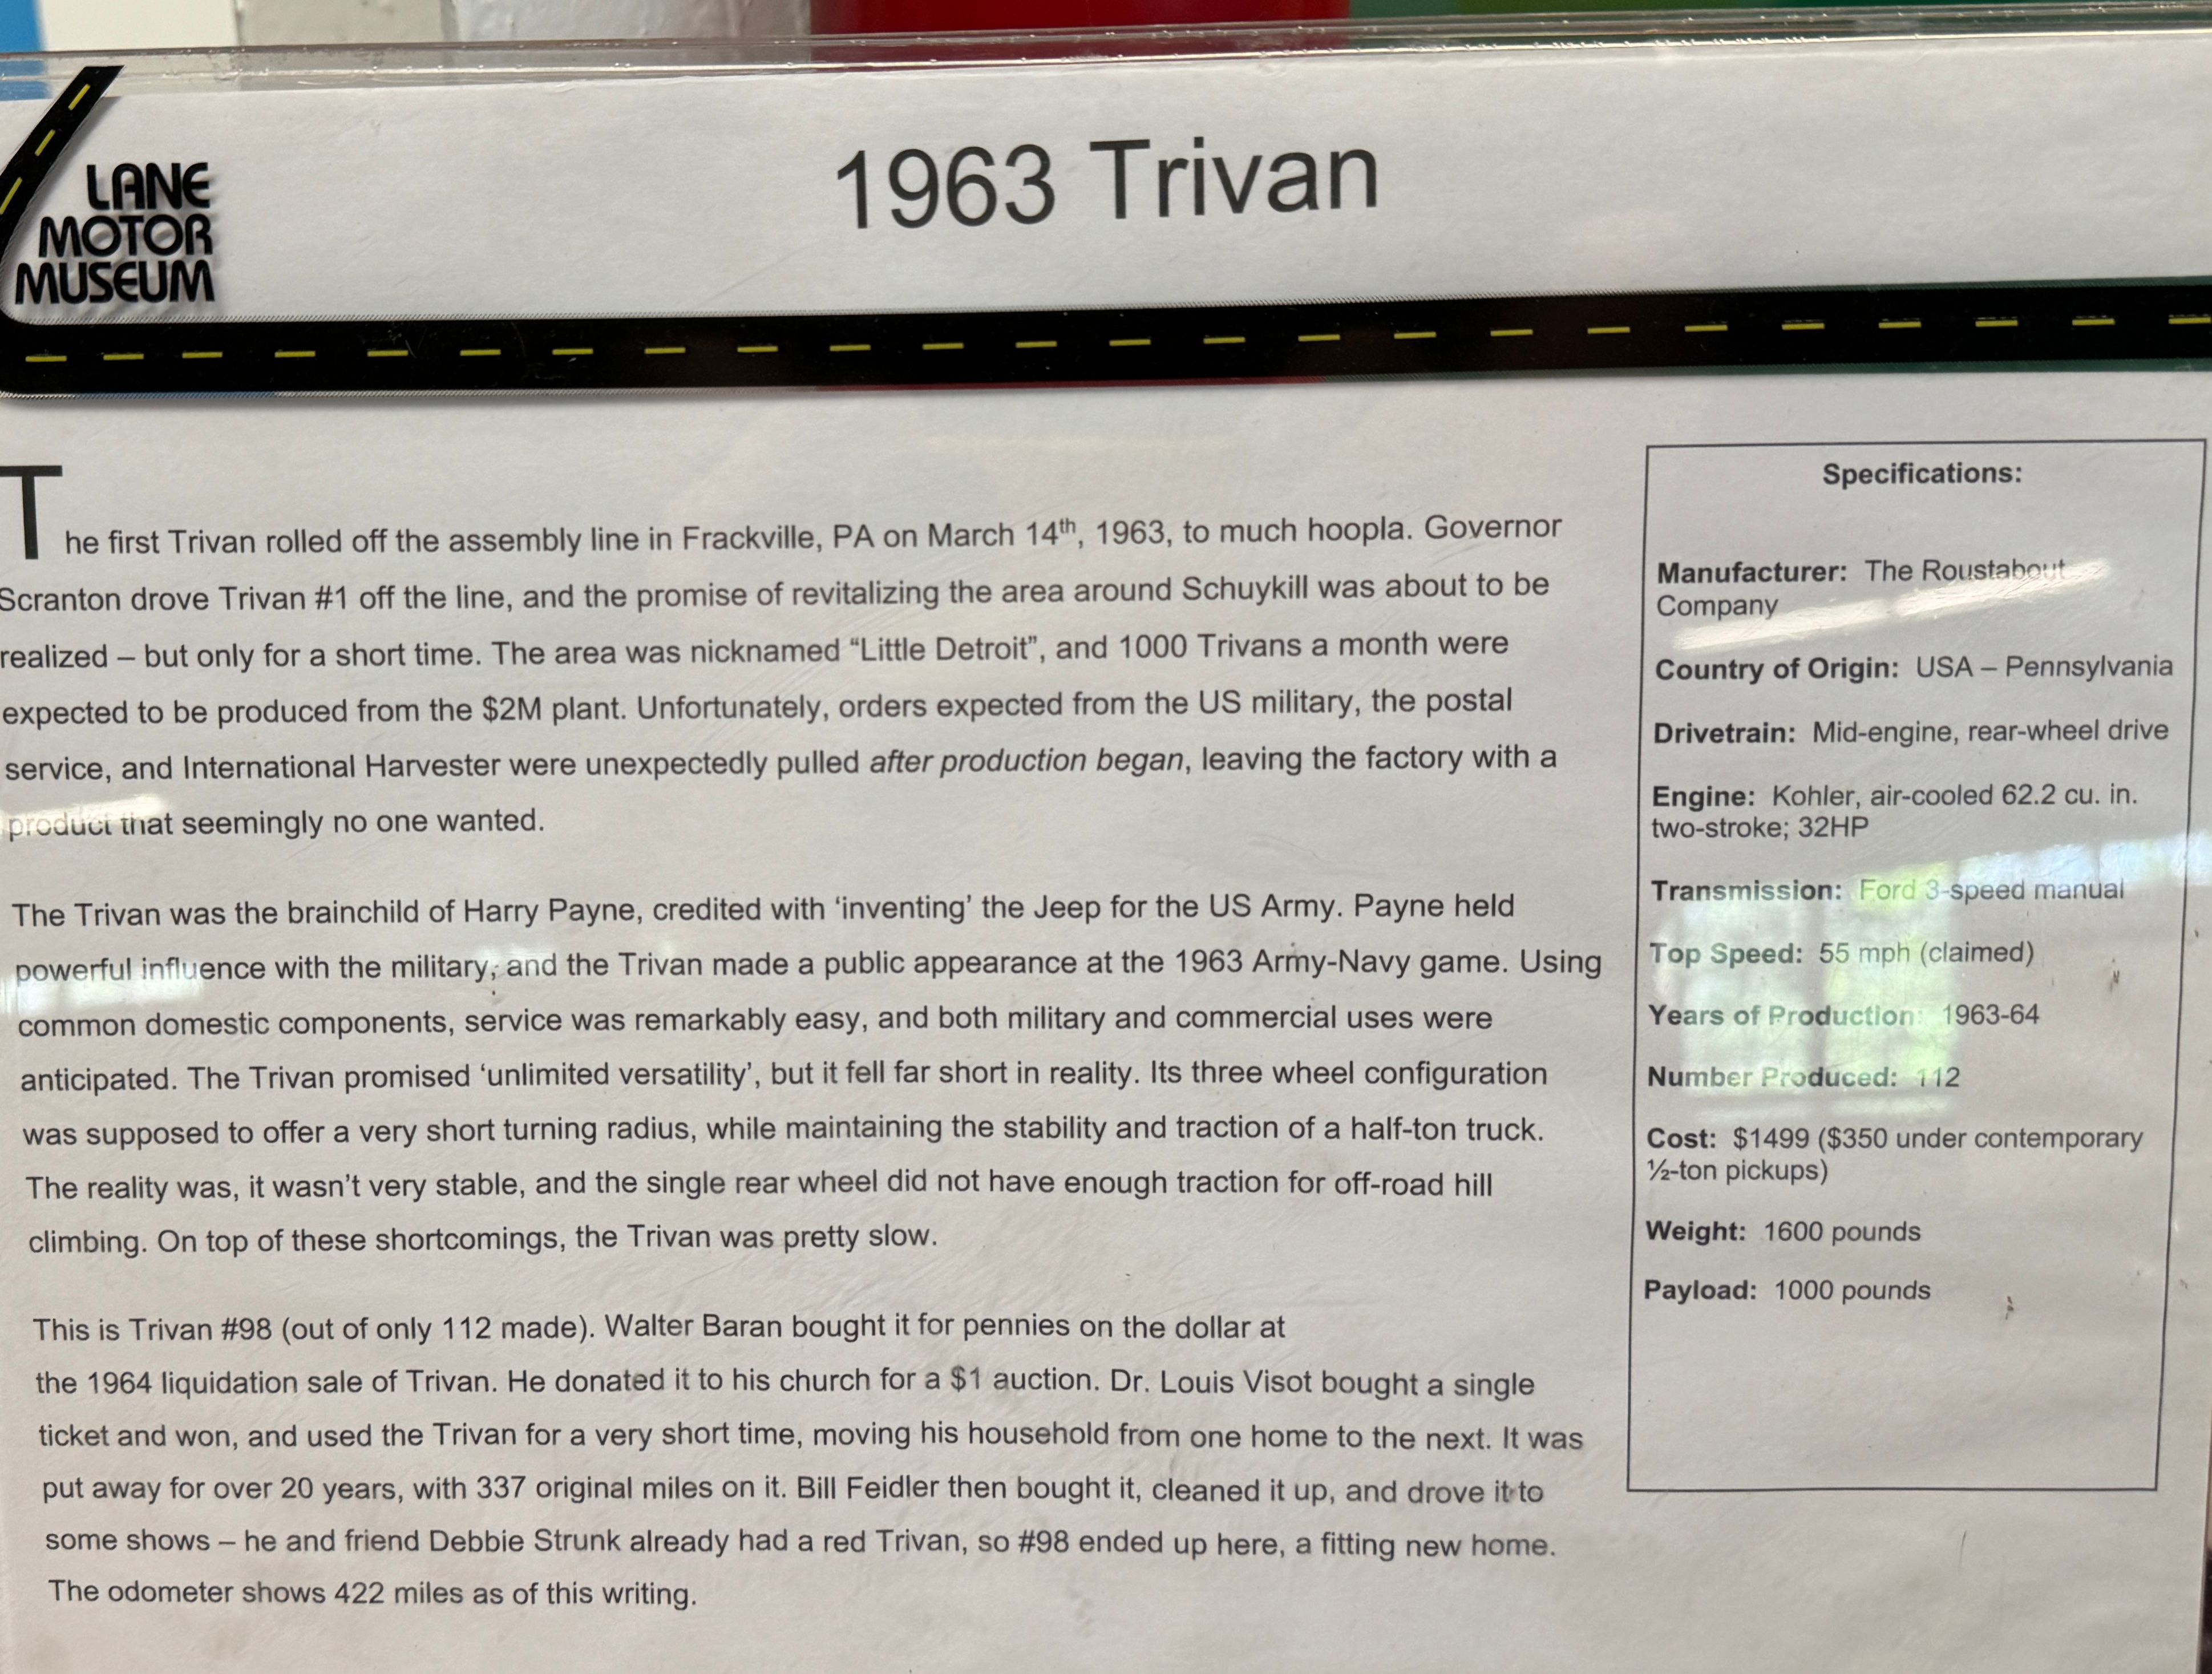 LANE
MOTOR
MUSEUM
1963 Trivan
The first Trivan rolled off the assembly line in Frackville, PA on March 14th, 1963, to much hoopla. Governor
Scranton drove Trivan #1 off the line, and the promise of revitalizing the area around Schuykill was about to be
realized – but only for a short time. The area was nicknamed “Little Detroit”, and 1000 Trivans a month were
expected to be produced from the $2M plant. Unfortunately, orders expected from the US military, the postal
service, and International Harvester were unexpectedly pulled after production began, leaving the factory with a
product that seemingly no one wanted.
The Trivan was the brainchild of Harry Payne, credited with ‘inventing’ the Jeep for the US Army. Payne held
powerful influence with the military, and the Trivan made a public appearance at the 1963 Army-Navy game. Using
common domestic components, service was remarkably easy, and both military and commercial uses were
anticipated. The Trivan promised ‘unlimited versatility’, but it fell far short in reality. Its three wheel configuration
was supposed to offer a very short turning radius, while maintaining the stability and traction of a half-ton truck.
The reality was, it wasn’t very stable, and the single rear wheel did not have enough traction for off-road hill
climbing. On top of these shortcomings, the Trivan was pretty slow.
This is Trivan #98 (out of only 112 made). Walter Baran bought it for pennies on the dollar at
the 1964 liquidation sale of Trivan. He donated it to his church for a $1 auction. Dr. Louis Visot bought a single
ticket and won, and used the Trivan for a very short time, moving his household from one home to the next. It was
put away for over 20 years, with 337 original miles on it. Bill Feidler then bought it, cleaned it up, and drove it to
some shows – he and friend Debbie Strunk already had a red Trivan, so #98 ended up here, a fitting new home.
The odometer shows 422 miles as of this writing.
Specifications:
Manufacturer: The Roustabout
Company
Country of Origin: USA – Pennsylvania
Drivetrain: Mid-engine, rear-wheel drive
Engine: Kohler, air-cooled 62.2 cu. in.
two-stroke; 32HP
Transmission: Ford 3-speed manual
Top Speed: 55 mph (claimed)
Years of Production: 1963-64
Number Produced: 112
Cost: $1499 ($350 under contemporary
½-ton pickups)
Weight: 1600 pounds
Payload: 1000 pounds